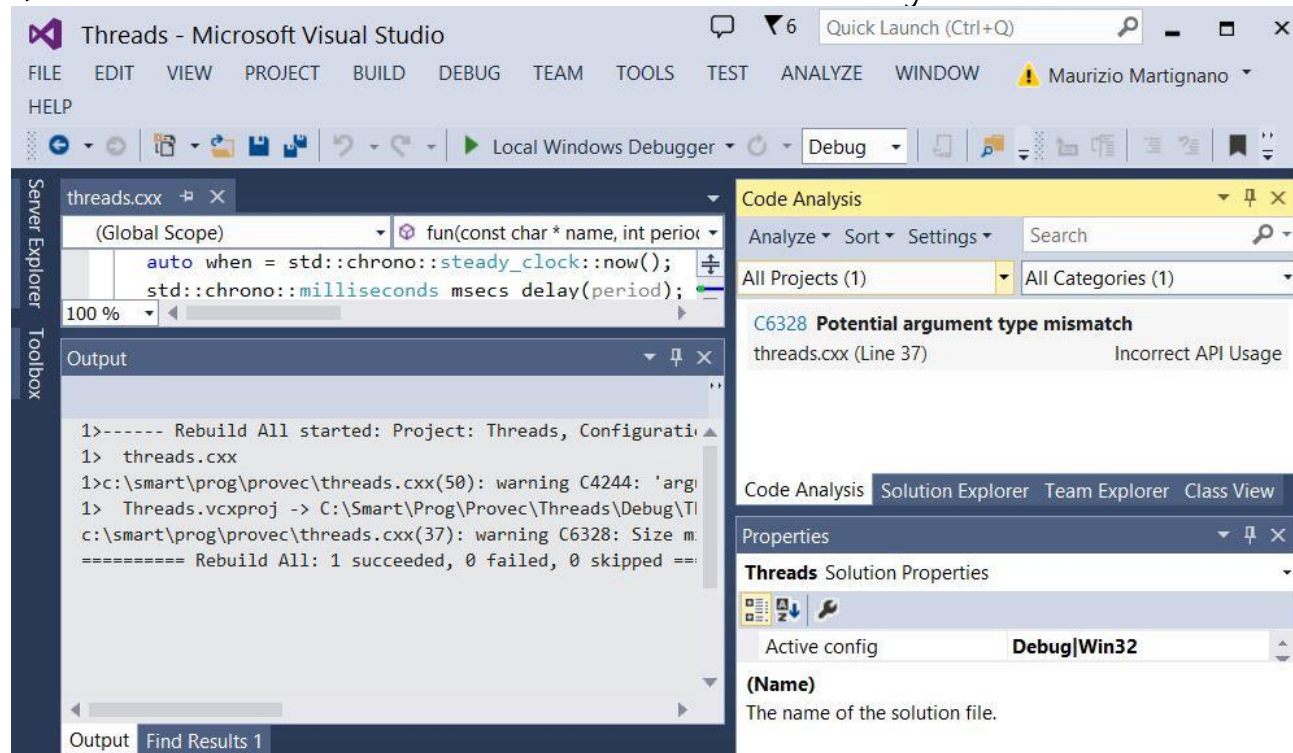 Threads - Microsoft Visual Studio
6
Quick Launch (Ctrl+Q)
FILE EDIT VIEW PROJECT BUILD DEBUG TEAM TOOLS TEST ANALYZE WINDOW Maurizio Martignano
HELP
Local Windows Debugger
Debug
Server Explorer
Toolbox
threads.cxx
(Global Scope)
fun(const char * name, int perio
auto when = std::chrono::steady_clock::now();
std::chrono::milliseconds msecs delay(period);
100 %
Output
1>------ Rebuild All started: Project: Threads, Configurati
1> threads.cxx
1>c:\smart\prog\provec\threads.cxx(50): warning C4244: 'arg
1> Threads.vcxproj -> C:\Smart\Prog\Provec\Threads\Debug\T
c:\smart\prog\provec\threads.cxx(37): warning C6328: Size m
========== Rebuild All: 1 succeeded, 0 failed, 0 skipped ==
Output Find Results 1
Code Analysis
Analyze Sort Settings Search
All Projects (1) All Categories (1)
C6328 Potential argument type mismatch
threads.cxx (Line 37) Incorrect API Usage
Code Analysis Solution Explorer Team Explorer Class View
Properties
Threads Solution Properties
Active config Debug|Win32
(Name)
The name of the solution file.